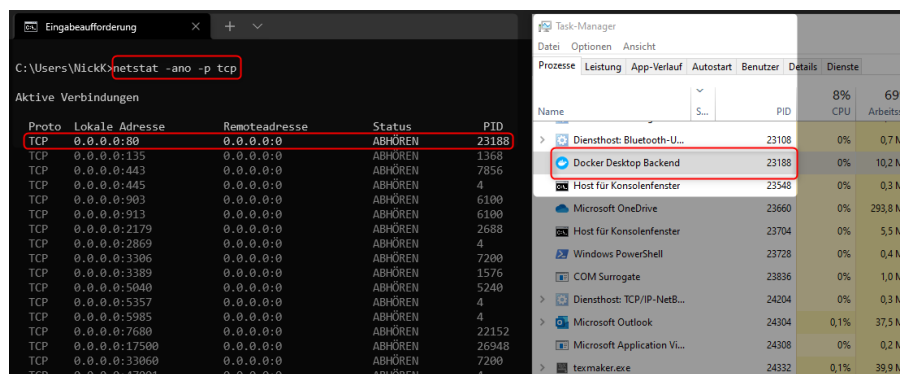 Eingabeaufforderung
C:\Users\NickK>netstat -ano -p tcp
Aktive Verbindungen
Proto Lokale Adresse Remoteadresse Status PID
TCP 0.0.0.0:80 0.0.0.0:0 ABHÖREN 23188
TCP 0.0.0.0:135 0.0.0.0:0 ABHÖREN 1368
TCP 0.0.0.0:443 0.0.0.0:0 ABHÖREN 7856
TCP 0.0.0.0:445 0.0.0.0:0 ABHÖREN 4
TCP 0.0.0.0:903 0.0.0.0:0 ABHÖREN 6100
TCP 0.0.0.0:913 0.0.0.0:0 ABHÖREN 6100
TCP 0.0.0.0:2179 0.0.0.0:0 ABHÖREN 2688
TCP 0.0.0.0:2869 0.0.0.0:0 ABHÖREN 4
TCP 0.0.0.0:3306 0.0.0.0:0 ABHÖREN 7200
TCP 0.0.0.0:3389 0.0.0.0:0 ABHÖREN 1576
TCP 0.0.0.0:5040 0.0.0.0:0 ABHÖREN 5240
TCP 0.0.0.0:5357 0.0.0.0:0 ABHÖREN 4
TCP 0.0.0.0:5985 0.0.0.0:0 ABHÖREN 4
TCP 0.0.0.0:7680 0.0.0.0:0 ABHÖREN 22152
TCP 0.0.0.0:17500 0.0.0.0:0 ABHÖREN 26948
TCP 0.0.0.0:33060 0.0.0.0:0 ABHÖREN 7200
Task-Manager
Datei Optionen Ansicht
Prozesse Leistung App-Verlauf Autostart Benutzer Details Dienste
8% 69
Name S... PID CPU Arbeits
Diensthost: Bluetooth-U... 23108 0% 0,7 M
Docker Desktop Backend 23188 0% 10,2 M
Host für Konsolenfenster 23548 0% 0,3 M
Microsoft OneDrive 23660 0% 293,8 M
Host für Konsolenfenster 23704 0% 5,5 M
Windows PowerShell 23728 0% 0,4 M
COM Surrogate 23836 0% 1,0 M
Diensthost: TCP/IP-NetB... 24204 0% 0,3 M
Microsoft Outlook 24304 0,1% 37,5 M
Microsoft Application Vi... 24308 0% 0,2 M
texmaker.exe 24332 0,1% 39,9 M